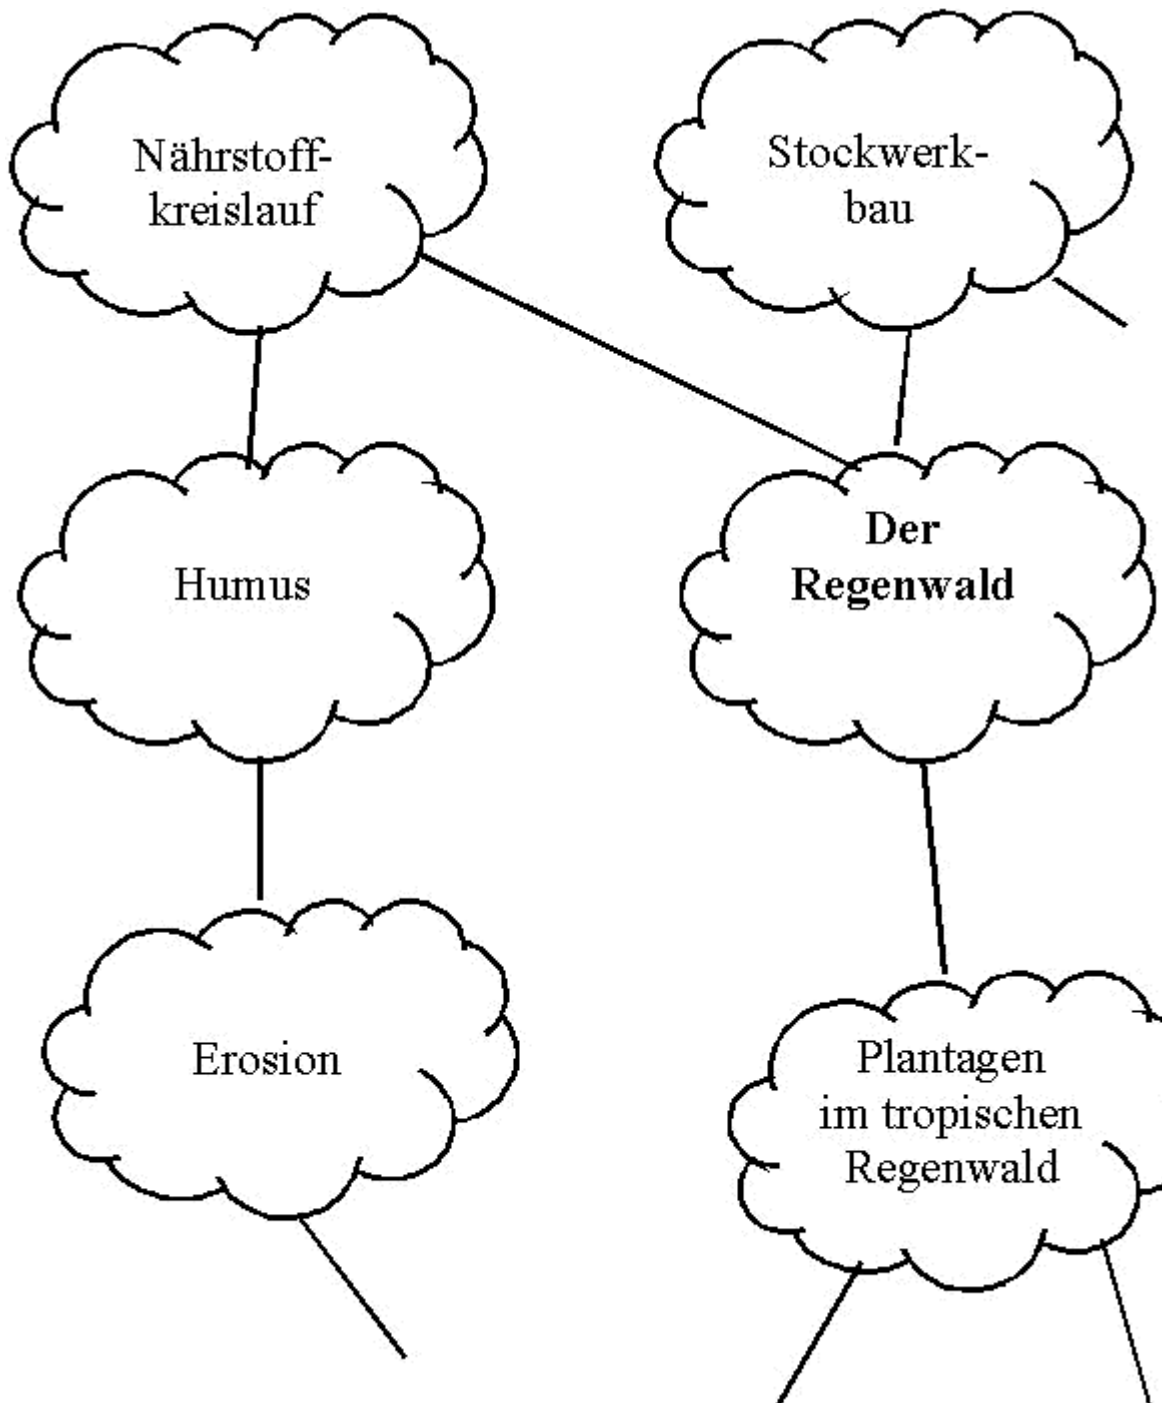 Nährstoff-
kreislauf
Stockwerk-
bau
Humus
Der
Regenwald
Erosion
Plantagen
im tropischen
Regenwald